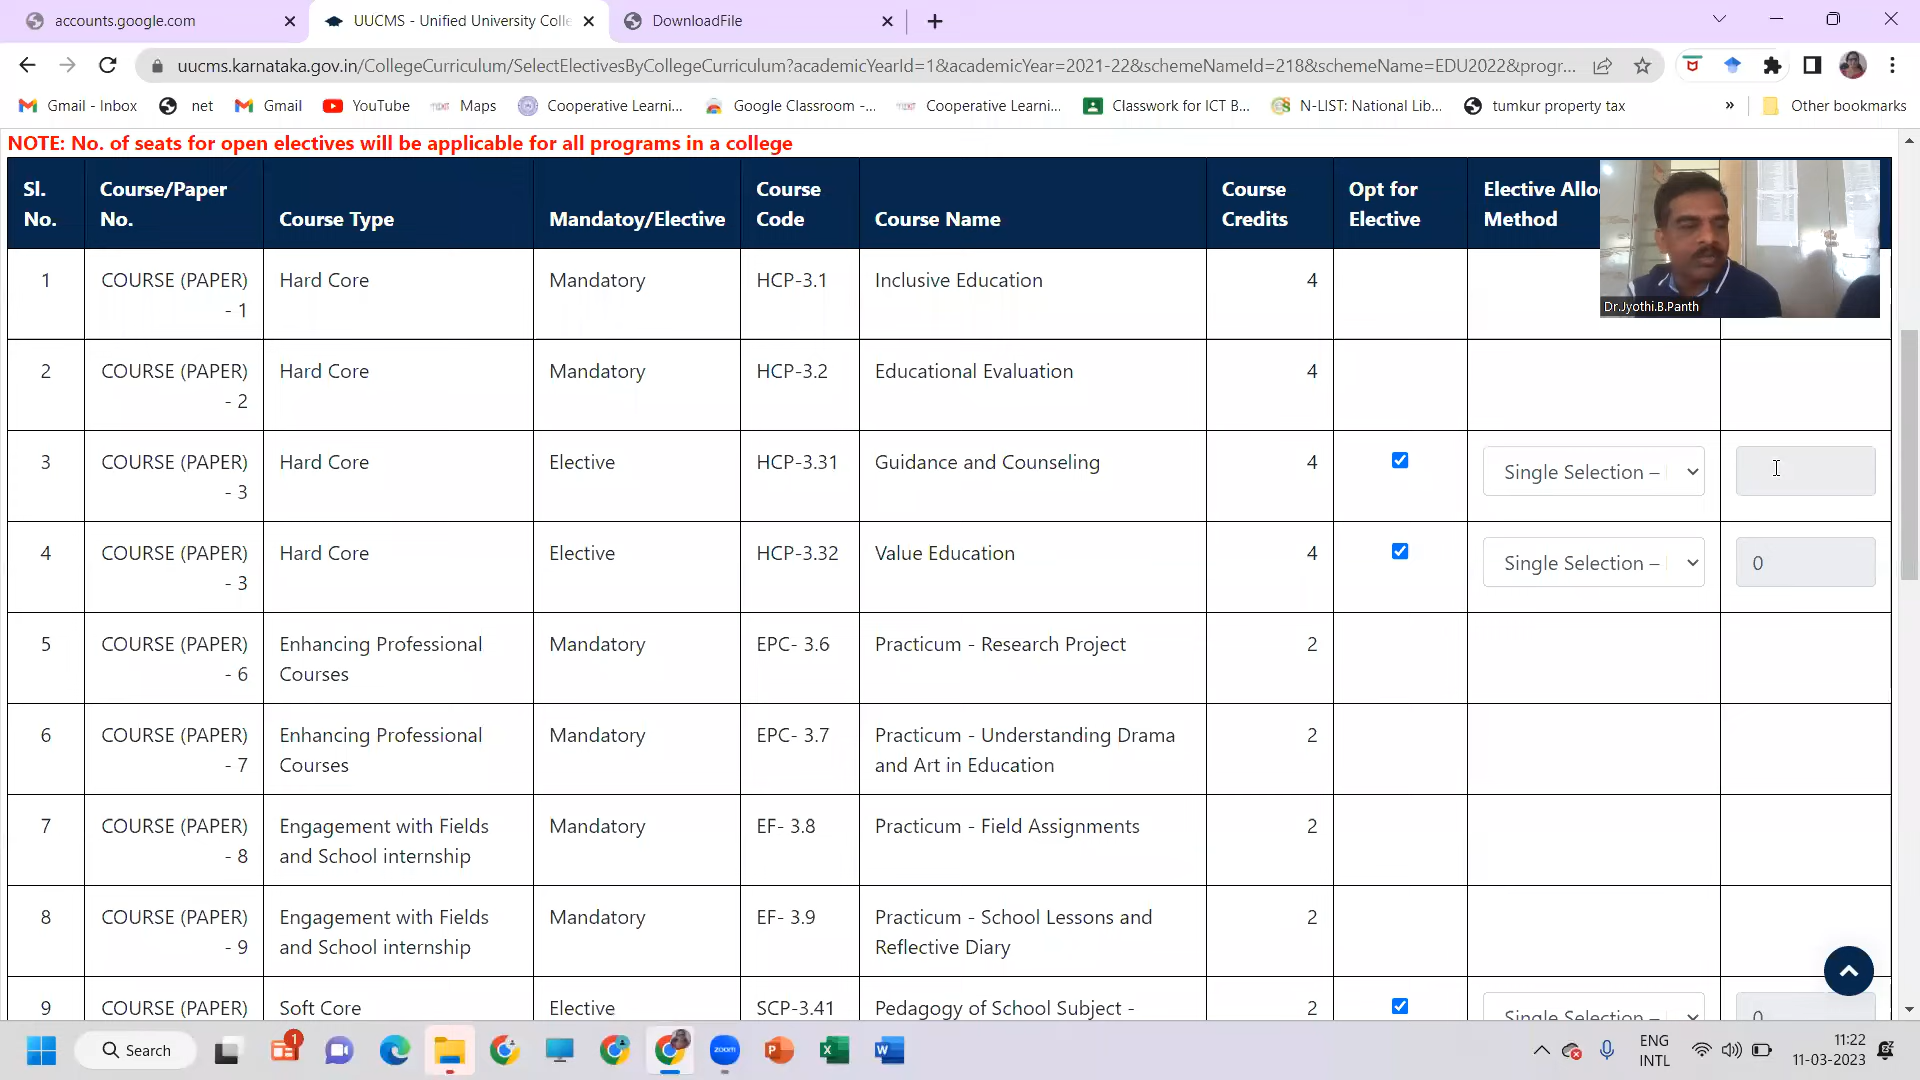 accounts.google.com
UUCMS - Unified University Colle
DownloadFile
uucms.karnataka.gov.in/CollegeCurriculum/SelectElectivesByCollegeCurriculum?academicYearId=1&academicYear=2021-22&schemeNameId=218&schemeName=EDU2022&progr...
Gmail - Inbox
net
Gmail
YouTube
Maps
Cooperative Learni...
Google Classroom -...
Cooperative Learni...
Classwork for ICT B...
N-LIST: National Lib...
tumkur property tax
»
Other bookmarks
NOTE: No. of seats for open electives will be applicable for all programs in a college
Sl. No.
Course/Paper No.
Course Type
Mandatoy/Elective
Course Code
Course Name
Course Credits
Opt for Elective
Elective Allo
Method
Dr.Jyothi.B.Panth
1 COURSE (PAPER) - 1 Hard Core Mandatory HCP-3.1 Inclusive Education 4
2 COURSE (PAPER) - 2 Hard Core Mandatory HCP-3.2 Educational Evaluation 4
3 COURSE (PAPER) - 3 Hard Core Elective HCP-3.31 Guidance and Counseling 4 Single Selection –
4 COURSE (PAPER) - 3 Hard Core Elective HCP-3.32 Value Education 4 Single Selection – 0
5 COURSE (PAPER) - 6 Enhancing Professional Courses Mandatory EPC- 3.6 Practicum - Research Project 2
6 COURSE (PAPER) - 7 Enhancing Professional Courses Mandatory EPC- 3.7 Practicum - Understanding Drama and Art in Education 2
7 COURSE (PAPER) - 8 Engagement with Fields and School internship Mandatory EF- 3.8 Practicum - Field Assignments 2
8 COURSE (PAPER) - 9 Engagement with Fields and School internship Mandatory EF- 3.9 Practicum - School Lessons and Reflective Diary 2
9 COURSE (PAPER) Soft Core Elective SCP-3.41 Pedagogy of School Subject - 2 Single Selection – 0
Search
1
zoom
ENG
INTL
11:22
11-03-2023